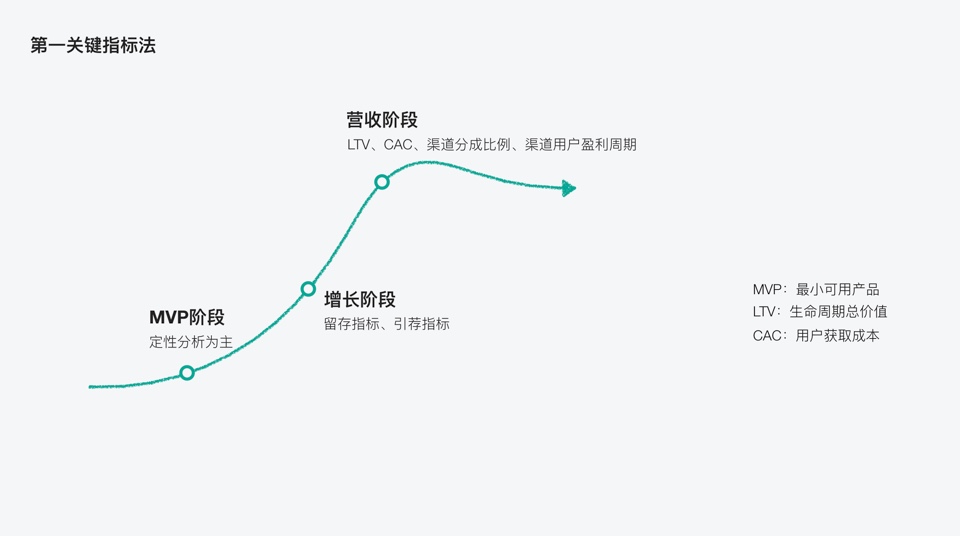 第一关键指标法
营收阶段
LTV、CAC、渠道分成比例、渠道用户盈利周期
增长阶段
留存指标、引荐指标
MVP阶段
定性分析为主
MVP：最小可用产品
LTV：生命周期总价值
CAC：用户获取成本